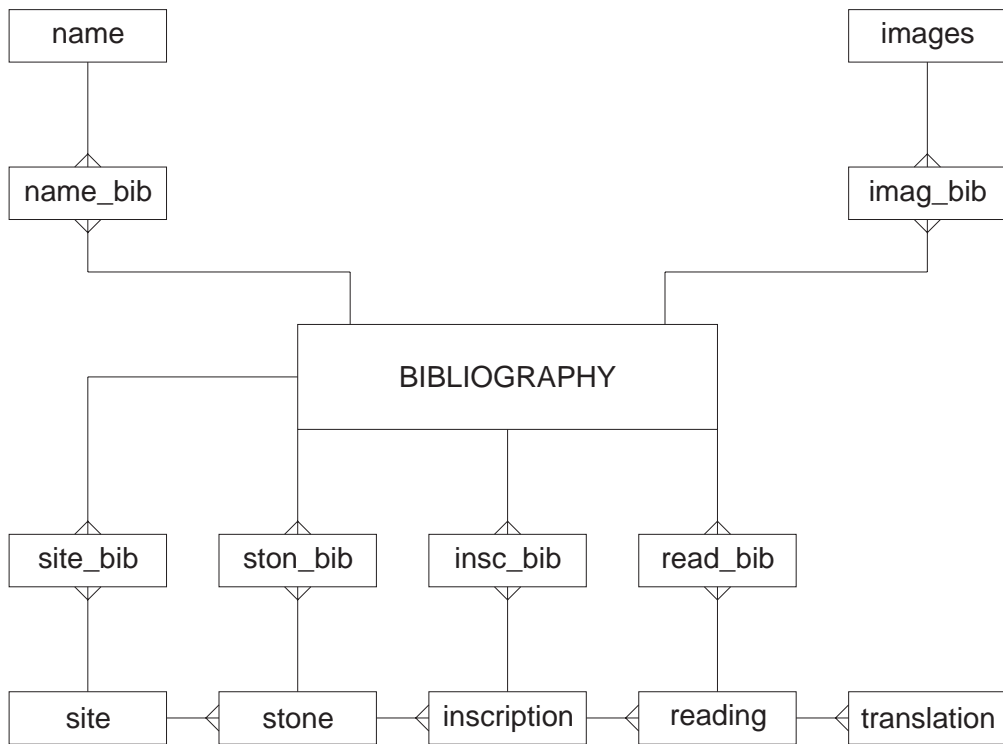 name
images
name_bib
imag_bib
BIBLIOGRAPHY
site_bib
ston_bib
insc_bib
read_bib
site
stone
inscription
reading
translation